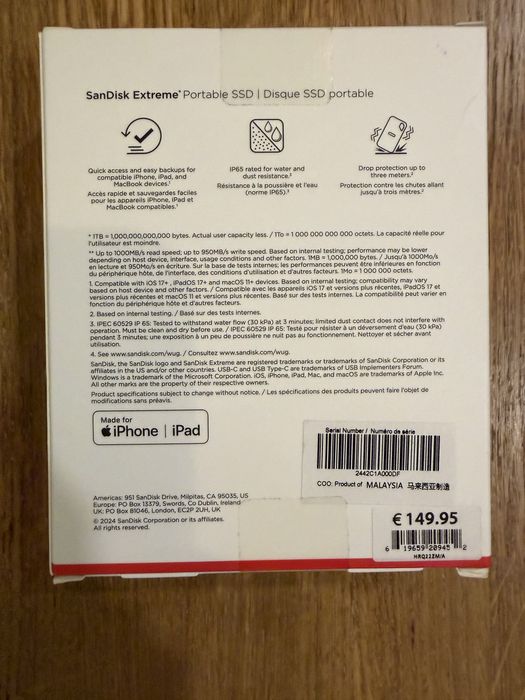 SanDisk Extreme® Portable SSD | Disque SSD portable
Quick access and easy backups for
compatible iPhone, iPad, and
MacBook devices.¹
Accès rapide et sauvegardes faciles
pour les appareils iPhone, iPad et
MacBook compatibles.¹
IP65 rated for water and
dust resistance.³
Résistance à la poussière et l'eau
(norme IP65).³
Drop protection up to
three meters.²
Protection contre les chutes allant
jusqu'à trois mètres.²
* 1TB = 1,000,000,000,000 bytes. Actual user capacity less. / 1To = 1 000 000 000 000 octets. La capacité réelle pour
l'utilisateur est moindre.
** Up to 1000MB/s read speed; up to 950MB/s write speed. Based on internal testing; performance may be lower
depending on host device, interface, usage conditions and other factors. 1MB = 1,000,000 bytes. / Jusqu'à 1000Mo/s
en lecture et 950Mo/s en écriture. Sur la base de tests internes; les performances peuvent être inférieures en fonction
du périphérique hôte, de l'interface, des conditions d'utilisation et d'autres facteurs. 1Mo = 1 000 000 octets.
1. Compatible with iOS 17+, iPadOS 17+ and macOS 11+ devices. Based on internal testing; compatibility may vary
based on host device and other factors. / Compatible avec les appareils iOS 17 et versions plus récentes, iPadOS 17 et
versions plus récentes et macOS 11 et versions plus récentes. Basé sur des tests internes. La compatibilité peut varier en
fonction du périphérique hôte et d'autres facteurs.
2. Based on internal testing. / Basé sur des tests internes.
3. IPEC 60529 IP 65: Tested to withstand water flow (30 kPa) at 3 minutes; limited dust contact does not interfere with
operation. Must be clean and dry before use. / IPEC 60529 IP 65: Testé pour résister à un déversement d'eau (30 kPa)
pendant 3 minutes; une exposition à un peu de poussière ne nuit pas au fonctionnement. Nettoyer et sécher avant
utilisation.
4. See www.sandisk.com/wug. / Consultez www.sandisk.com/wug.
SanDisk, the SanDisk logo and SanDisk Extreme are registered trademarks or trademarks of SanDisk Corporation or its
affiliates in the US and/or other countries. USB-C and USB Type-C are trademarks of USB Implementers Forum.
Windows is a trademark of the Microsoft Corporation. iOS, iPhone, iPad, Mac, and macOS are trademarks of Apple Inc.
All other marks are the property of their respective owners.
Product specifications subject to change without notice. / Les spécifications des produits peuvent faire l'objet de
modifications sans préavis.
Made for
iPhone | iPad
Serial Number / Numéro de série
2442C1A000DF
COO: Product of MALAYSIA 马来西亚制造
Americas: 951 SanDisk Drive, Milpitas, CA 95035, US
Europe: PO Box 13379, Swords, Co Dublin, Ireland
UK: PO Box 81046, London, EC2P 2UH, UK
© 2024 SanDisk Corporation or its affiliates.
All rights reserved.
€ 149.95
6 19659 20945 2
HRQ22ZM/A